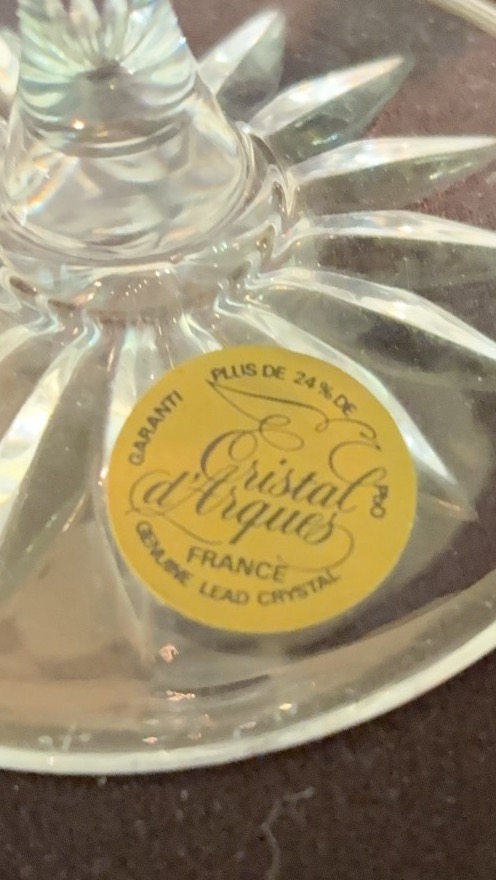 GARANTI PLUS DE 24% DE PbO
Cristal
d'Arques
FRANCE
GENUINE LEAD CRYSTAL